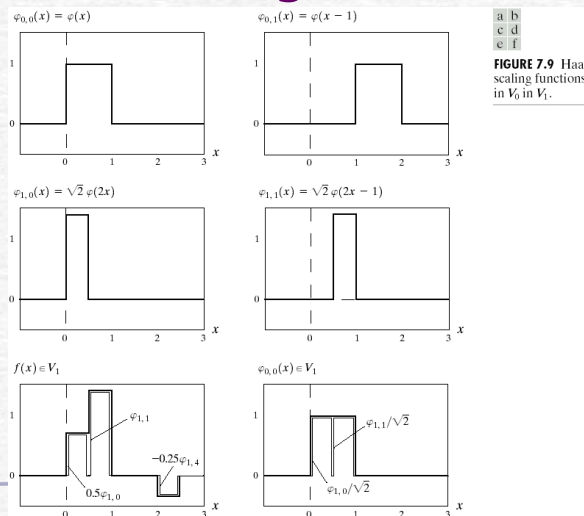 φ0, 0(x) = φ(x)
1
0
0 1 2 3 x
φ0, 1(x) = φ(x − 1)
1
0
0 1 2 3 x
a b
c d
e f
FIGURE 7.9 Haa
scaling functions
in V0 in V1.
φ1, 0(x) = √2 φ(2x)
1
0
0 1 2 3 x
φ1, 1(x) = √2 φ(2x − 1)
1
0
0 1 2 3 x
f(x) ∈ V1
1
0
φ1, 1
−0.25φ1, 4
0.5φ1, 0
0 1 2 3 x
φ0, 0(x) ∈ V1
1
0
φ1, 1/√2
φ1, 0/√2
0 1 2 3 x